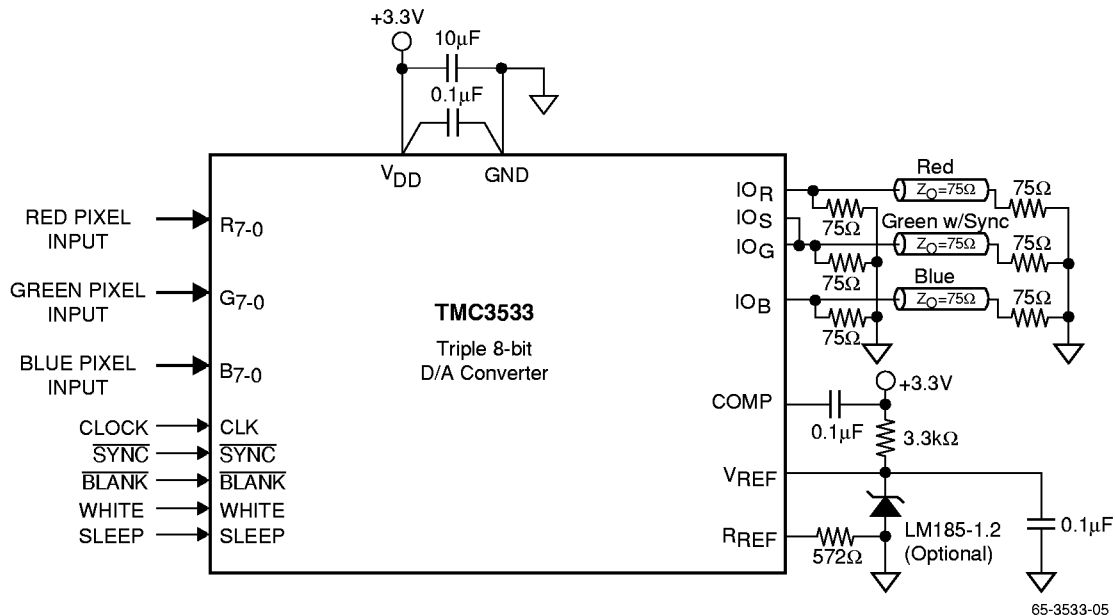 +3.3V
10µF
0.1µF
VDD
GND
RED PIXEL
INPUT
R7-0
GREEN PIXEL
INPUT
G7-0
BLUE PIXEL
INPUT
B7-0
CLOCK
CLK
SYNC
SYNC
BLANK
BLANK
WHITE
WHITE
SLEEP
SLEEP
TMC3533
Triple 8-bit
D/A Converter
IOR
IOS
IOG
IOB
Red
ZO=75Ω
75Ω
75Ω
Green w/Sync
ZO=75Ω
75Ω
75Ω
Blue
ZO=75Ω
75Ω
75Ω
COMP
0.1µF
+3.3V
3.3kΩ
VREF
RREF
572Ω
LM185-1.2
(Optional)
0.1µF
65-3533-05